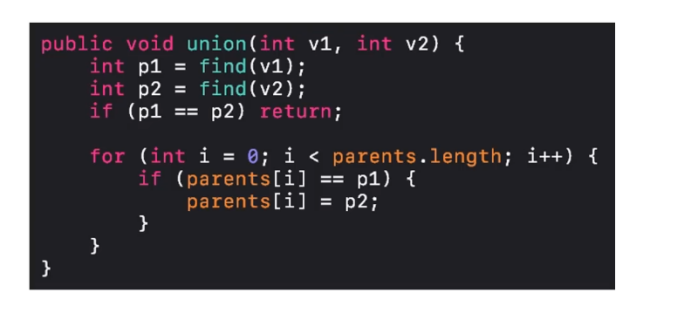 public void union(int v1, int v2) {
    int p1 = find(v1);
    int p2 = find(v2);
    if (p1 == p2) return;

    for (int i = 0; i < parents.length; i++) {
        if (parents[i] == p1) {
            parents[i] = p2;
        }
    }
}